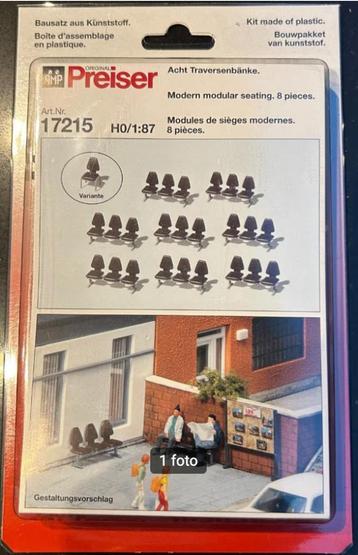 Bausatz aus Kunststoff.
Boîte d'assemblage
en plastique.
Kit made of plastic.
Bouwpakket
van kunststof.
ORIGINAL
Preiser
Art.Nr.
17215 H0/1:87
Acht Traversenbänke.
Modern modular seating. 8 pieces.
Modules de sièges modernes.
8 pièces.
Variante
1 foto
Gestaltungsvorschlag